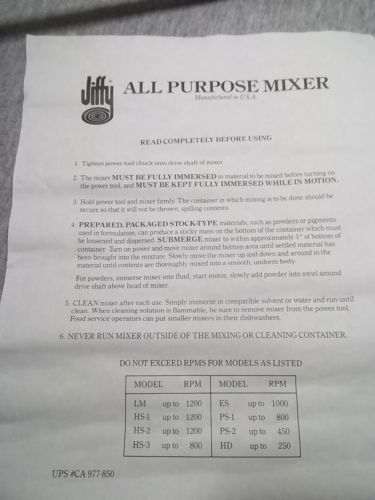 Jiffy
ALL PURPOSE MIXER
Manufactured in U.S.A.
READ COMPLETELY BEFORE USING
1. Tighten power tool chuck onto drive shaft of mixer.
2. The mixer MUST BE FULLY IMMERSED in material to be mixed before turning on
the power tool, and MUST BE KEPT FULLY IMMERSED WHILE IN MOTION.
3. Hold power tool and mixer firmly. The container in which mixing is to be done should be
secure so that it will not be thrown, spilling contents.
4. PREPARED, PACKAGED STOCK-TYPE materials, such as powders or pigments
used in formulation, can produce a sticky mass on the bottom of the container which must
be loosened and dispersed. SUBMERGE mixer to within approximately 1" of bottom of
container. Turn on power and move mixer around bottom area until settled material has
been brought into the mixture. Slowly move the mixer up and down and around in the
material until contents are thoroughly mixed into a smooth, uniform body.
For powders, immerse mixer into fluid, start motor, slowly add powder into swirl around
drive shaft above head of mixer.
5. CLEAN mixer after each use. Simply immerse in compatible solvent or water and run until
clean. When cleaning solution is flammable, be sure to remove mixer from the power tool.
Food service operators can put smaller mixers in their dishwashers.
6. NEVER RUN MIXER OUTSIDE OF THE MIXING OR CLEANING CONTAINER.
DO NOT EXCEED RPMS FOR MODELS AS LISTED
MODEL RPM MODEL RPM
LM up to 1200 ES up to 1000
HS-1 up to 1200 PS-1 up to 800
HS-2 up to 1200 PS-2 up to 450
HS-3 up to 800 HD up to 250
UPS #CA 977-850